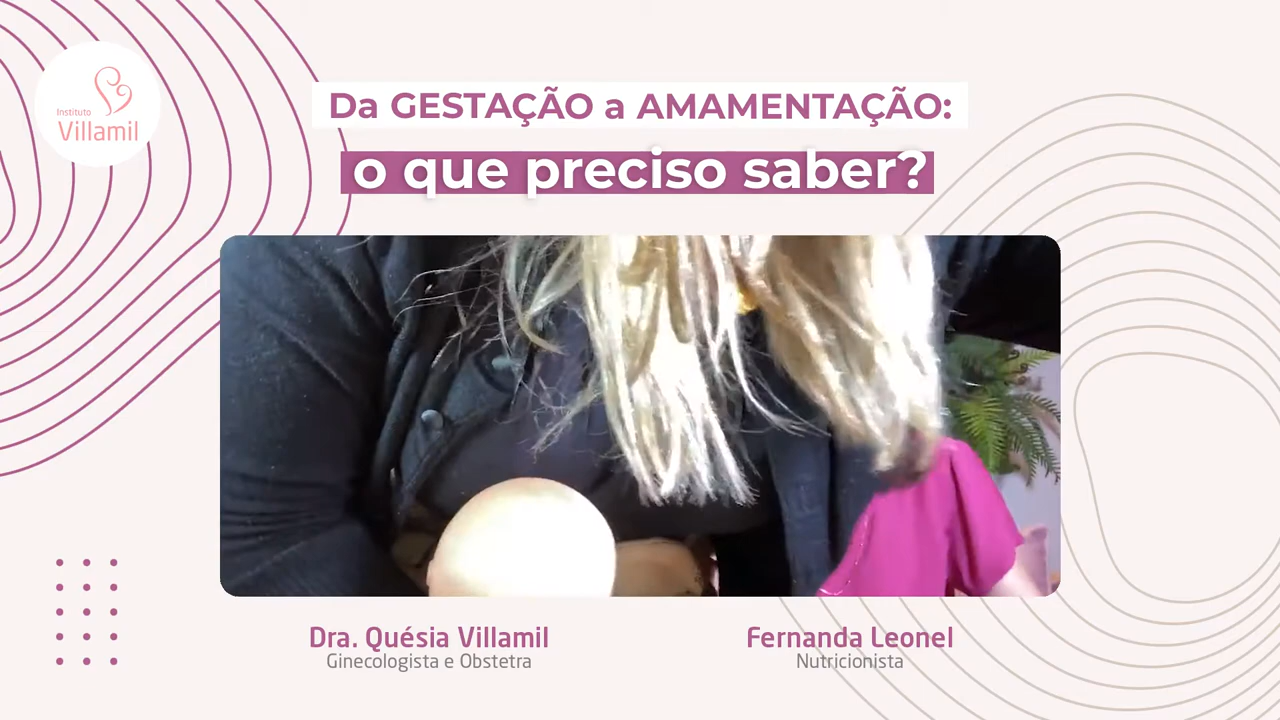 Instituto
Villamil
Da GESTAÇÃO a AMAMENTAÇÃO:
o que preciso saber?
Dra. Quésia Villamil
Ginecologista e Obstetra
Fernanda Leonel
Nutricionista